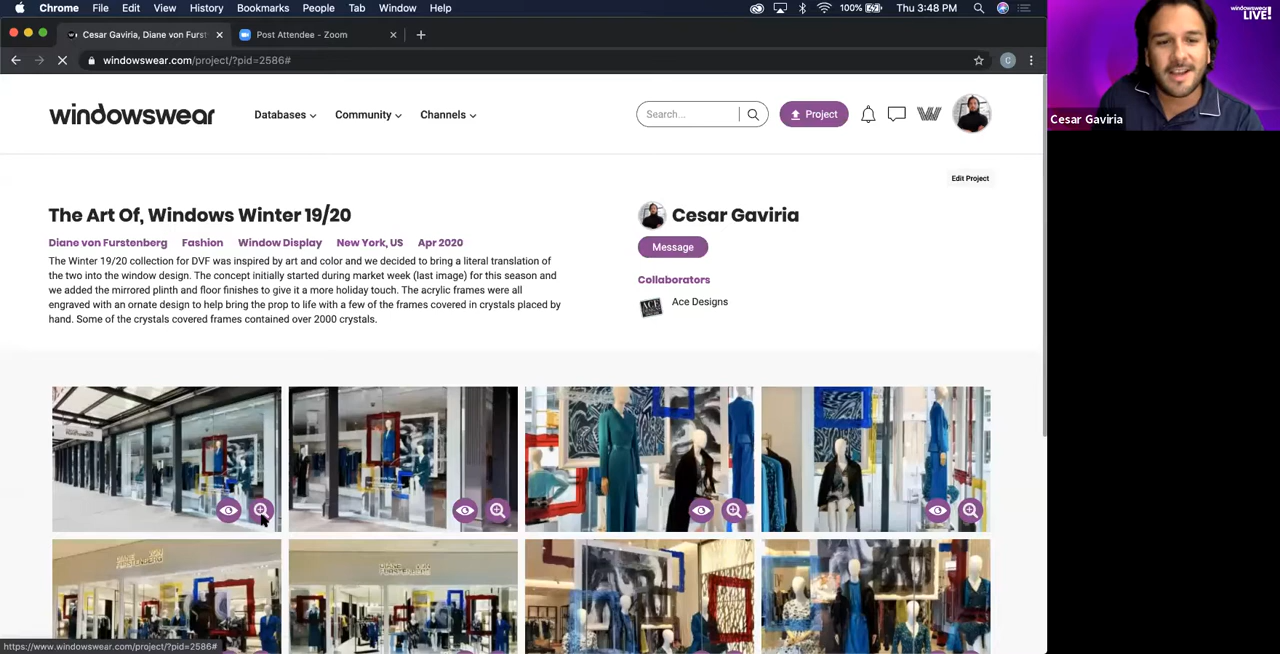 Chrome File Edit View History Bookmarks People Tab Window Help 100% Thu 3:48 PM
windowswear LIVE!
Cesar Gaviria, Diane von Furst
Post Attendee - Zoom
windowswear.com/project/?pid=2586#
C
Cesar Gaviria
windowswear
Databases
Community
Channels
Search...
Project
Edit Project
The Art Of, Windows Winter 19/20
Cesar Gaviria
Diane von Furstenberg Fashion Window Display New York, US Apr 2020
Message
The Winter 19/20 collection for DVF was inspired by art and color and we decided to bring a literal translation of
the two into the window design. The concept initially started during market week (last image) for this season and
we added the mirrored plinth and floor finishes to give it a more holiday touch. The acrylic frames were all
engraved with an ornate design to help bring the prop to life with a few of the frames covered in crystals placed by
hand. Some of the crystals covered frames contained over 2000 crystals.
Collaborators
ACE
Ace Designs
https://www.windowswear.com/project/?pid=2586#